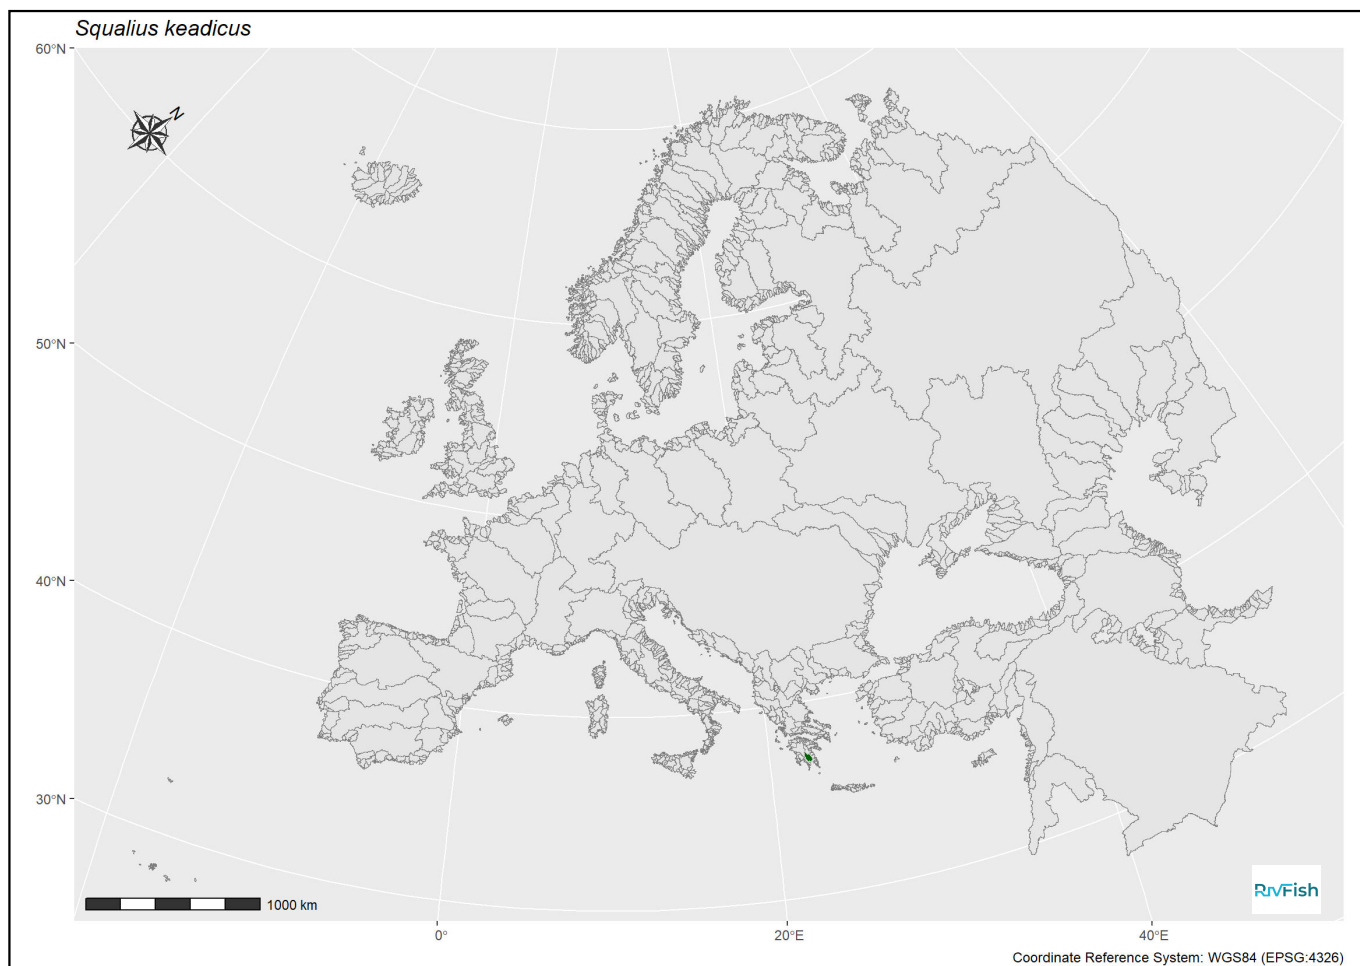 Squalius keadicus
60°N
N
50°N
40°N
30°N
1000 km
RIVFish
0°
20°E
40°E
Coordinate Reference System: WGS84 (EPSG:4326)